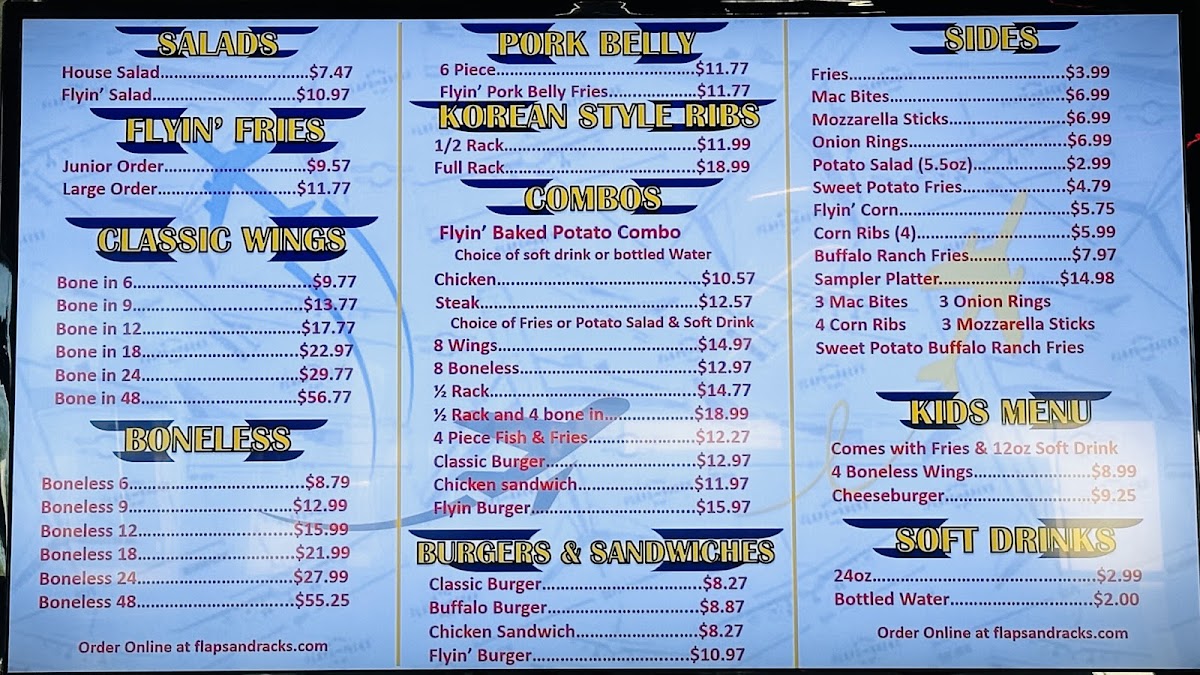 SALADS
House Salad.................................$7.47
Flyin' Salad................................$10.97
FLYIN' FRIES
Junior Order................................$9.57
Large Order...............................$11.77
CLASSIC WINGS
Bone in 6........................................$9.77
Bone in 9......................................$13.77
Bone in 12...................................$17.77
Bone in 18...................................$22.97
Bone in 24...................................$29.77
Bone in 48...................................$56.77
BONELESS
Boneless 6.......................................$8.79
Boneless 9.....................................$12.99
Boneless 12..................................$15.99
Boneless 18..................................$21.99
Boneless 24..................................$27.99
Boneless 48..................................$55.25
Order Online at flapsandracks.com
PORK BELLY
6 Piece............................................$11.77
Flyin' Pork Belly Fries...................$11.77
KOREAN STYLE RIBS
1/2 Rack...........................................$11.99
Full Rack..........................................$18.99
COMBOS
Flyin' Baked Potato Combo
Choice of soft drink or bottled Water
Chicken..............................................$10.57
Steak.................................................$12.57
Choice of Fries or Potato Salad & Soft Drink
8 Wings.............................................$14.97
8 Boneless........................................$12.97
½ Rack..............................................$14.77
½ Rack and 4 bone in...................$18.99
4 Piece Fish & Fries.......................$12.27
Classic Burger.................................$12.97
Chicken sandwich.........................$11.97
Flyin Burger....................................$15.97
BURGERS & SANDWICHES
Classic Burger...................................$8.27
Buffalo Burger..................................$8.87
Chicken Sandwich...........................$8.27
Flyin' Burger..................................$10.97
SIDES
Fries...............................................$3.99
Mac Bites.......................................$6.99
Mozzarella Sticks.........................$6.99
Onion Rings..................................$6.99
Potato Salad (5.5oz)....................$2.99
Sweet Potato Fries......................$4.79
Flyin' Corn.....................................$5.75
Corn Ribs (4).................................$5.99
Buffalo Ranch Fries......................$7.97
Sampler Platter..........................$14.98
3 Mac Bites 3 Onion Rings
4 Corn Ribs 3 Mozzarella Sticks
Sweet Potato Buffalo Ranch Fries
KIDS MENU
Comes with Fries & 12oz Soft Drink
4 Boneless Wings..........................$8.99
Cheeseburger................................$9.25
SOFT DRINKS
24oz................................................$2.99
Bottled Water...............................$2.00
Order Online at flapsandracks.com